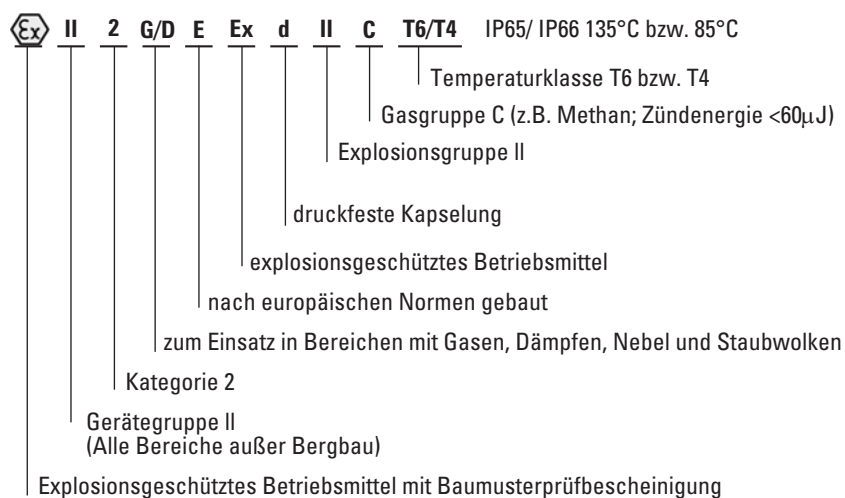 Ex II 2 G/D E Ex d II C T6/T4 IP65/ IP66 135°C bzw. 85°C
Temperaturklasse T6 bzw. T4
Gasgruppe C (z.B. Methan; Zündenergie <60µJ)
Explosionsgruppe II
druckfeste Kapselung
explosionsgeschütztes Betriebsmittel
nach europäischen Normen gebaut
zum Einsatz in Bereichen mit Gasen, Dämpfen, Nebel und Staubwolken
Kategorie 2
Gerätegruppe II
(Alle Bereiche außer Bergbau)
Explosionsgeschütztes Betriebsmittel mit Baumusterprüfbescheinigung